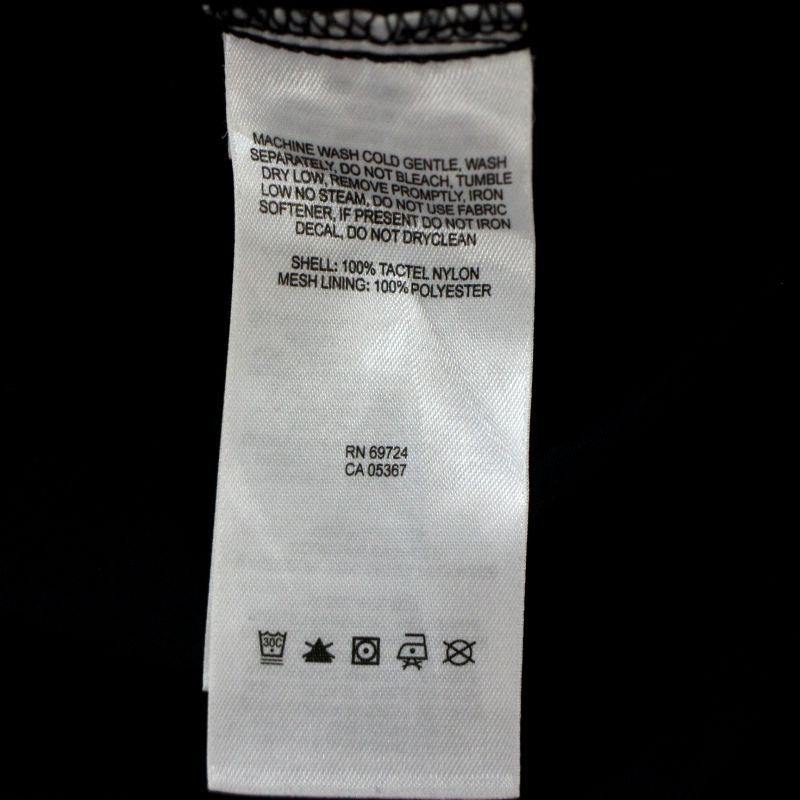 MACHINE WASH COLD GENTLE, WASH
SEPARATELY, DO NOT BLEACH, TUMBLE
DRY LOW, REMOVE PROMPTLY, IRON
LOW NO STEAM, DO NOT USE FABRIC
SOFTENER, IF PRESENT DO NOT IRON
DECAL, DO NOT DRYCLEAN
SHELL: 100% TACTEL NYLON
MESH LINING: 100% POLYESTER
RN 69724
CA 05367
30C